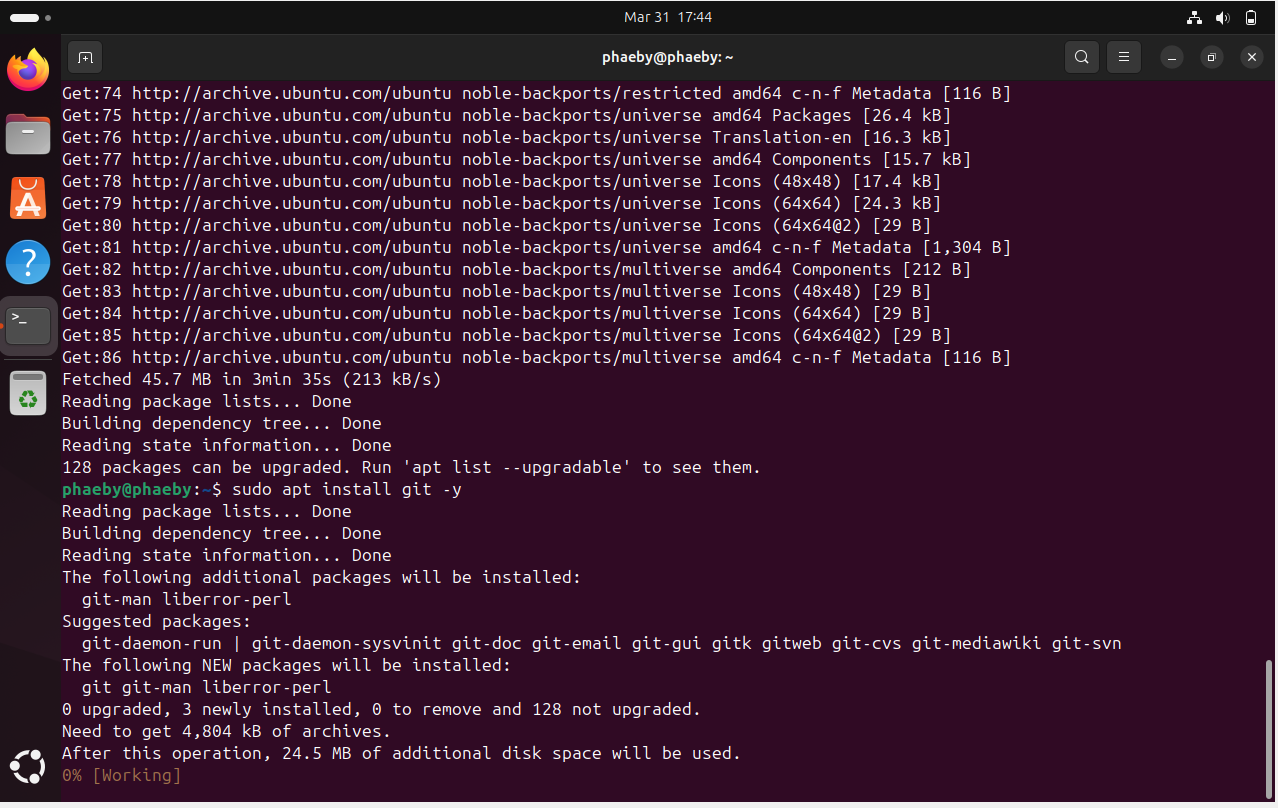 Mar 31 17:44
phaeby@phaeby: ~
Get:74 http://archive.ubuntu.com/ubuntu noble-backports/restricted amd64 c-n-f Metadata [116 B]
Get:75 http://archive.ubuntu.com/ubuntu noble-backports/universe amd64 Packages [26.4 kB]
Get:76 http://archive.ubuntu.com/ubuntu noble-backports/universe Translation-en [16.3 kB]
Get:77 http://archive.ubuntu.com/ubuntu noble-backports/universe amd64 Components [15.7 kB]
Get:78 http://archive.ubuntu.com/ubuntu noble-backports/universe Icons (48x48) [17.4 kB]
Get:79 http://archive.ubuntu.com/ubuntu noble-backports/universe Icons (64x64) [24.3 kB]
Get:80 http://archive.ubuntu.com/ubuntu noble-backports/universe Icons (64x64@2) [29 B]
Get:81 http://archive.ubuntu.com/ubuntu noble-backports/universe amd64 c-n-f Metadata [1,304 B]
Get:82 http://archive.ubuntu.com/ubuntu noble-backports/multiverse amd64 Components [212 B]
Get:83 http://archive.ubuntu.com/ubuntu noble-backports/multiverse Icons (48x48) [29 B]
Get:84 http://archive.ubuntu.com/ubuntu noble-backports/multiverse Icons (64x64) [29 B]
Get:85 http://archive.ubuntu.com/ubuntu noble-backports/multiverse Icons (64x64@2) [29 B]
Get:86 http://archive.ubuntu.com/ubuntu noble-backports/multiverse amd64 c-n-f Metadata [116 B]
Fetched 45.7 MB in 3min 35s (213 kB/s)
Reading package lists... Done
Building dependency tree... Done
Reading state information... Done
128 packages can be upgraded. Run 'apt list --upgradable' to see them.
phaeby@phaeby:~$ sudo apt install git -y
Reading package lists... Done
Building dependency tree... Done
Reading state information... Done
The following additional packages will be installed:
  git-man liberror-perl
Suggested packages:
  git-daemon-run | git-daemon-sysvinit git-doc git-email git-gui gitk gitweb git-cvs git-mediawiki git-svn
The following NEW packages will be installed:
  git git-man liberror-perl
0 upgraded, 3 newly installed, 0 to remove and 128 not upgraded.
Need to get 4,804 kB of archives.
After this operation, 24.5 MB of additional disk space will be used.
0% [Working]